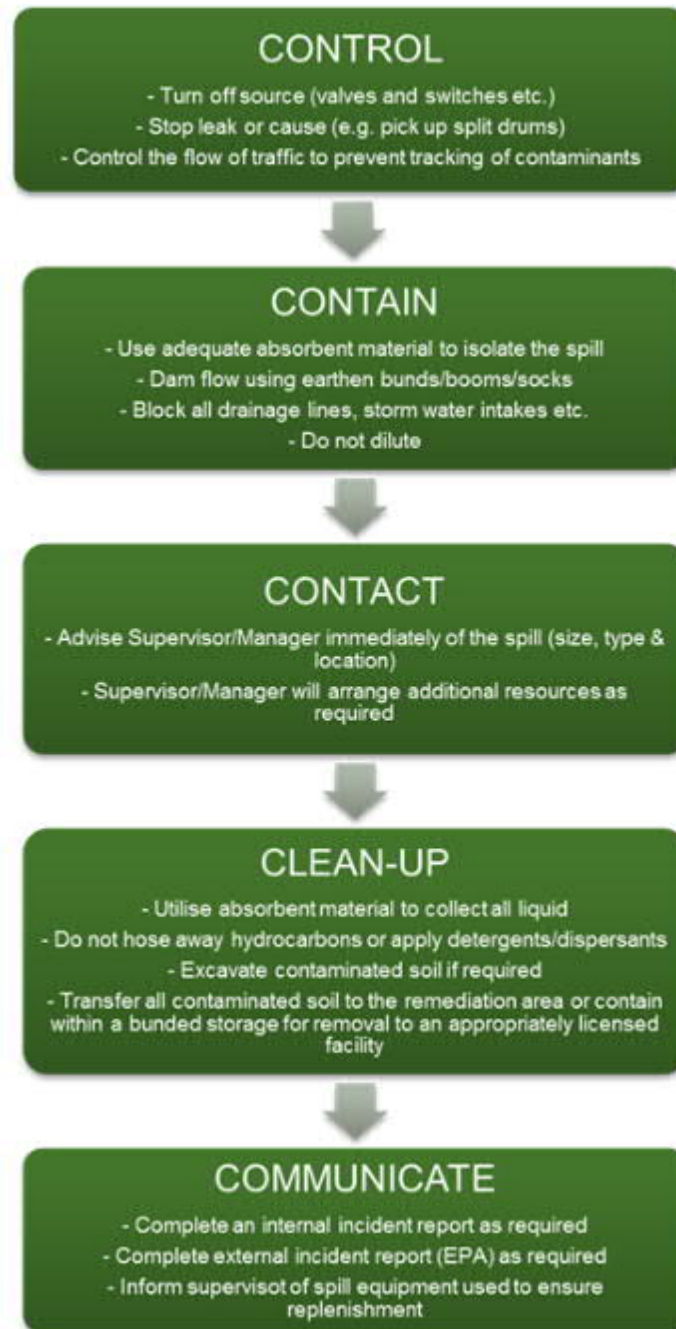 CONTROL
- Turn off source (valves and switches etc.)
- Stop leak or cause (e.g. pick up split drums)
- Control the flow of traffic to prevent tracking of contaminants
CONTAIN
- Use adequate absorbent material to isolate the spill
- Dam flow using earthen bunds/booms/socks
- Block all drainage lines, storm water intakes etc.
- Do not dilute
CONTACT
- Advise Supervisor/Manager immediately of the spill (size, type &
location)
- Supervisor/Manager will arrange additional resources as
required
CLEAN-UP
- Utilise absorbent material to collect all liquid
- Do not hose away hydrocarbons or apply detergents/dispersants
- Excavate contaminated soil if required
- Transfer all contaminated soil to the remediation area or contain
within a bunded storage for removal to an appropriately licensed
facility
COMMUNICATE
- Complete an internal incident report as required
- Complete external incident report (EPA) as required
- Inform supervisot of spill equipment used to ensure
replenishment